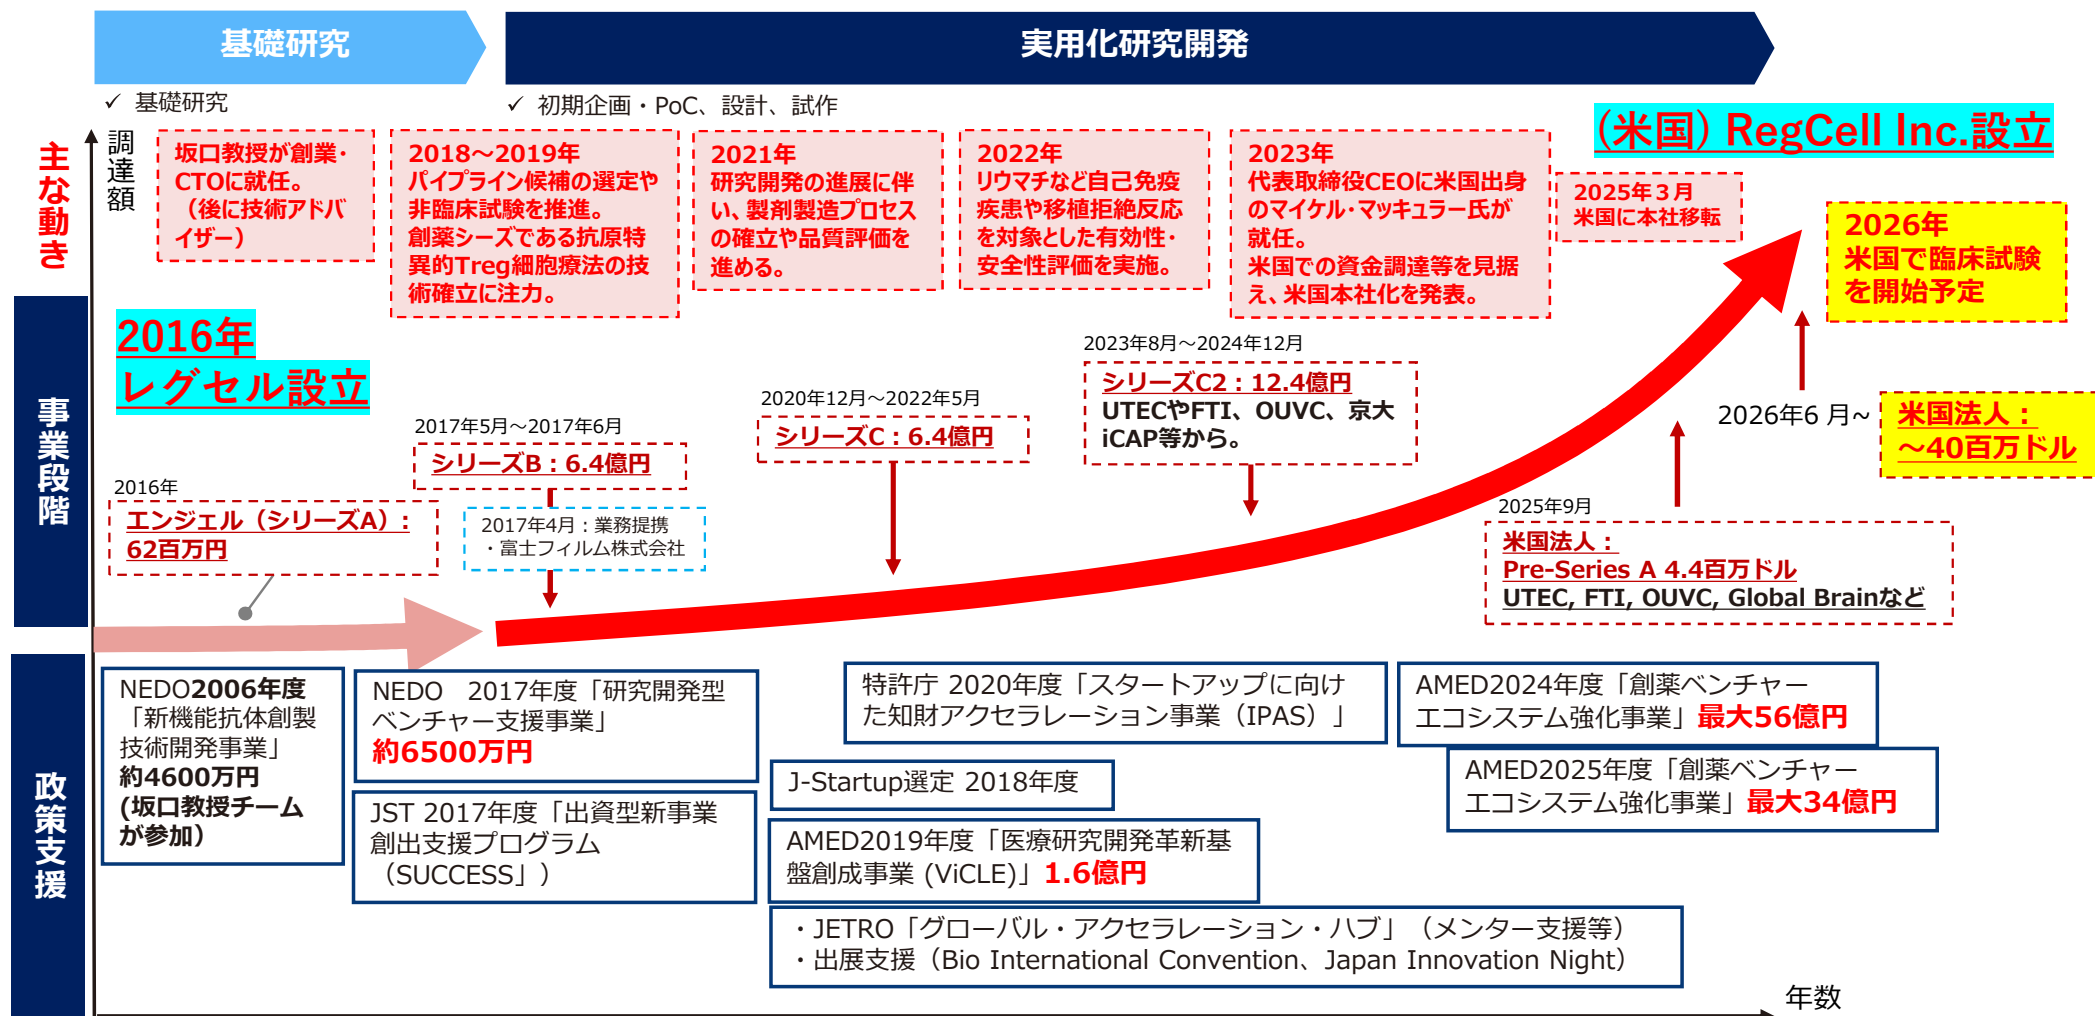 基礎研究
実用化研究開発
✓ 基礎研究
✓ 初期企画・PoC、設計、試作
主な動き
調達額
坂口教授が創業・
CTOに就任。
(後に技術アドバ
イザー)
2018～2019年
パイプライン候補の選定や
非臨床試験を推進。
創薬シーズである抗原特
異的Treg細胞療法の技
術確立に注力。
2021年
研究開発の進展に伴
い、製剤製造プロセス
の確立や品質評価を
進める。
2022年
リウマチなど自己免疫
疾患や移植拒絶反応
を対象とした有効性・
安全性評価を実施。
2023年
代表取締役CEOに米国出身
のマイケル・マッキュラー氏が
就任。
米国での資金調達等を見据
え、米国本社化を発表。
(米国) RegCell Inc.設立
2025年３月
米国に本社移転
2026年
米国で臨床試験
を開始予定
事業段階
2016年
レグセル設立
2016年
エンジェル（シリーズA）：
62百万円
2017年5月～2017年6月
シリーズB：6.4億円
2017年4月：業務提携
・富士フィルム株式会社
2020年12月～2022年5月
シリーズC：6.4億円
2023年8月～2024年12月
シリーズC2：12.4億円
UTECやFTI、OUVC、京大
iCAP等から。
2025年9月
米国法人：
Pre-Series A 4.4百万ドル
UTEC, FTI, OUVC, Global Brainなど
2026年6 月~
米国法人：
～40百万ドル
政策支援
NEDO2006年度
「新機能抗体創製
技術開発事業」
約4600万円
(坂口教授チーム
が参加）
NEDO　2017年度「研究開発型
ベンチャー支援事業」
約6500万円
JST 2017年度「出資型新事業
創出支援プログラム
（SUCCESS」）
特許庁 2020年度「スタートアップに向け
た知財アクセラレーション事業（IPAS）」
J-Startup選定 2018年度
AMED2019年度「医療研究開発革新基
盤創成事業 (ViCLE)」1.6億円
・JETRO「グローバル・アクセラレーション・ハブ」（メンター支援等）
・出展支援（Bio International Convention、Japan Innovation Night）
AMED2024年度「創薬ベンチャー
エコシステム強化事業」最大56億円
AMED2025年度「創薬ベンチャー
エコシステム強化事業」最大34億円
年数